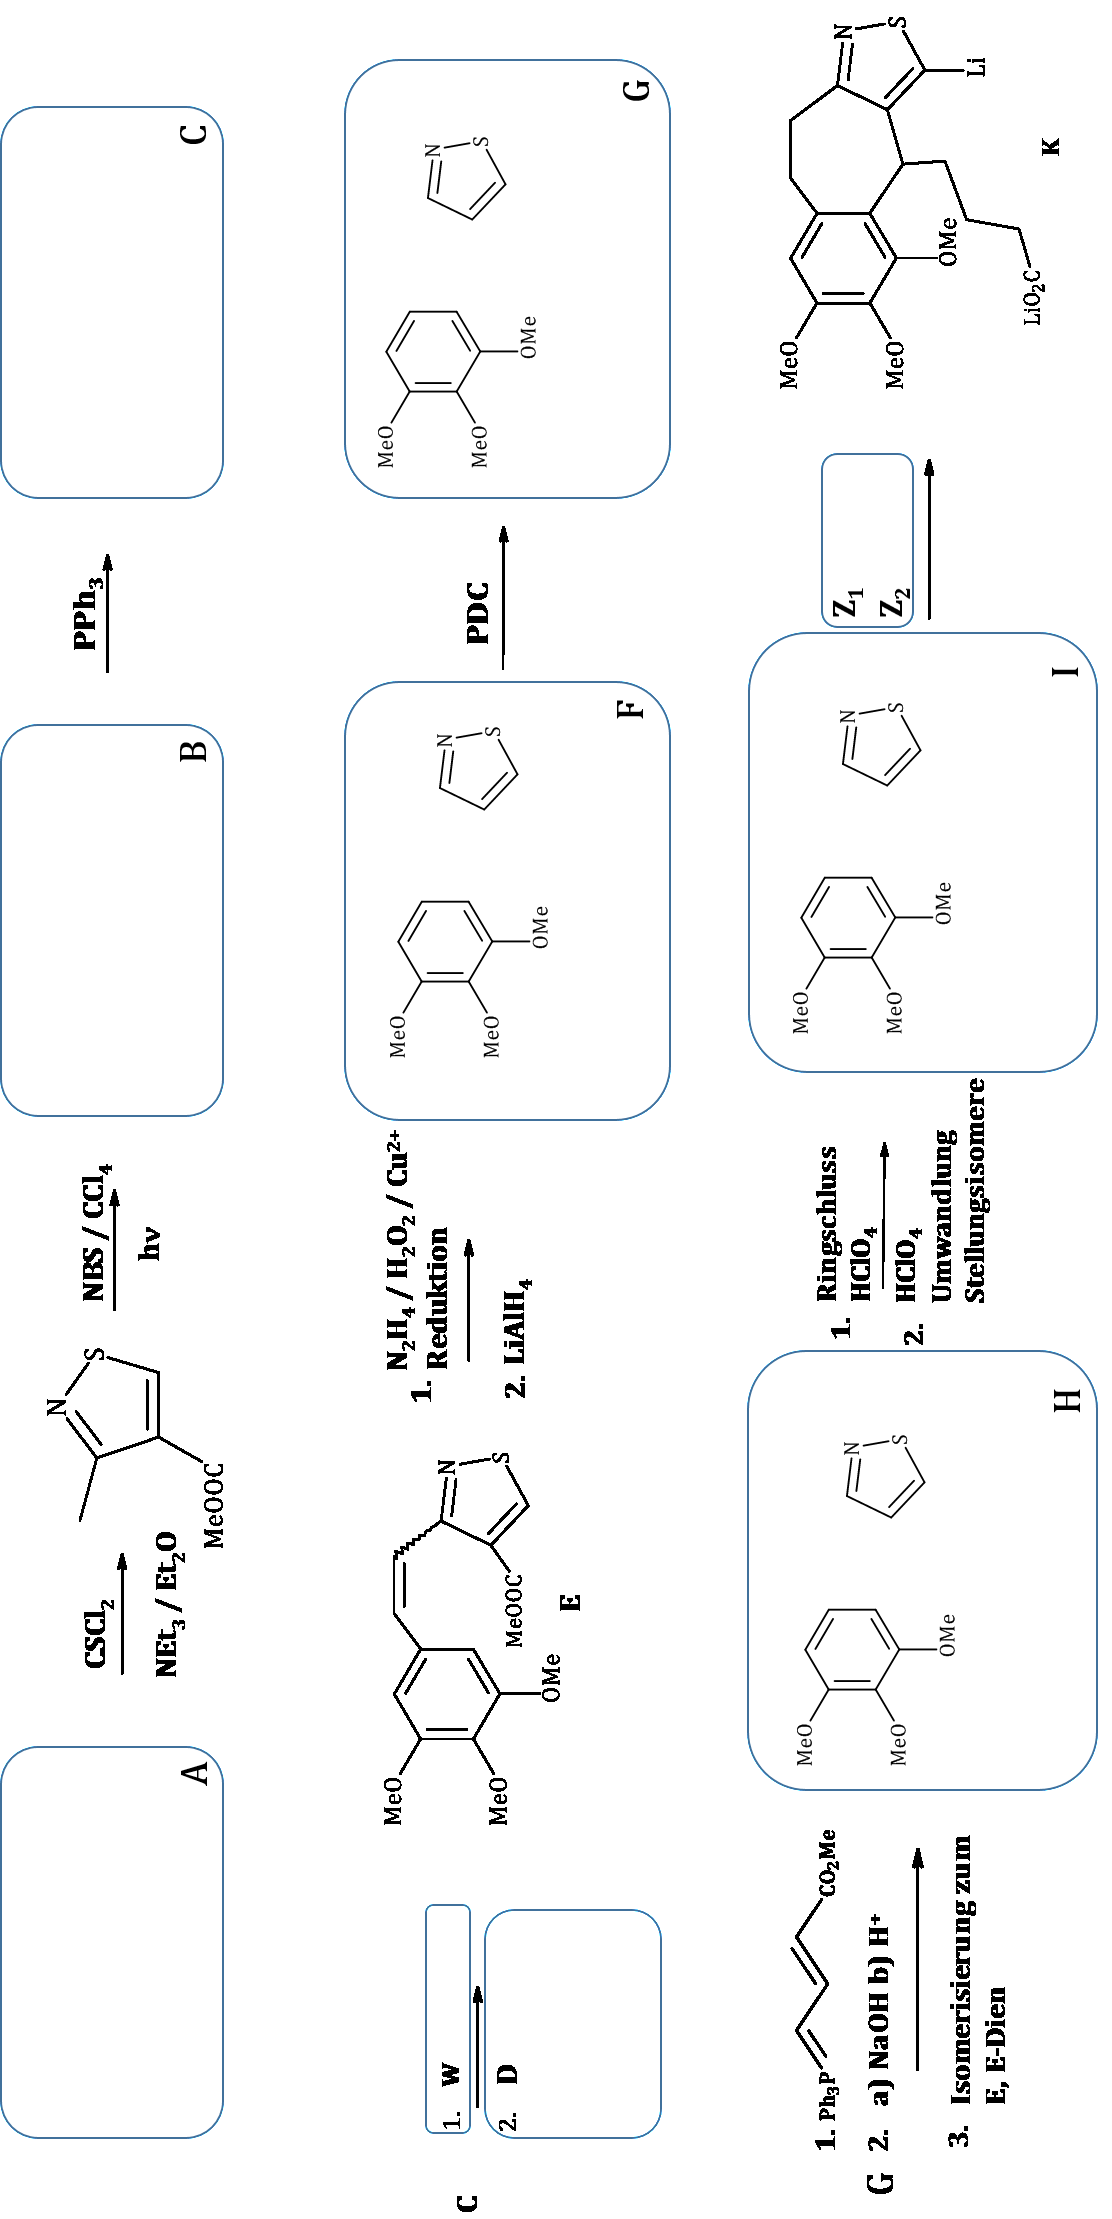 A
CSCl2
NEt3 / Et2O
N
S
MeOOC
NBS / CCl4
hν
B
PPh3
C
C
1. W
2. D
MeO
MeO
OMe
MeOOC
N
S
E
1. N2H4 / H2O2 / Cu2+
Reduktion
2. LiAlH4
MeO
MeO
OMe
N
S
F
PDC
MeO
MeO
OMe
N
S
G
G
1. Ph3P
CO2Me
2. a) NaOH b) H+
3. Isomerisierung zum
E, E-Dien
MeO
MeO
OMe
N
S
H
Ringschluss
1. HClO4
2. HClO4
Umwandlung
Stellungsisomere
MeO
MeO
OMe
N
S
I
Z1
Z2
MeO
MeO
OMe
LiO2C
N
S
Li
K